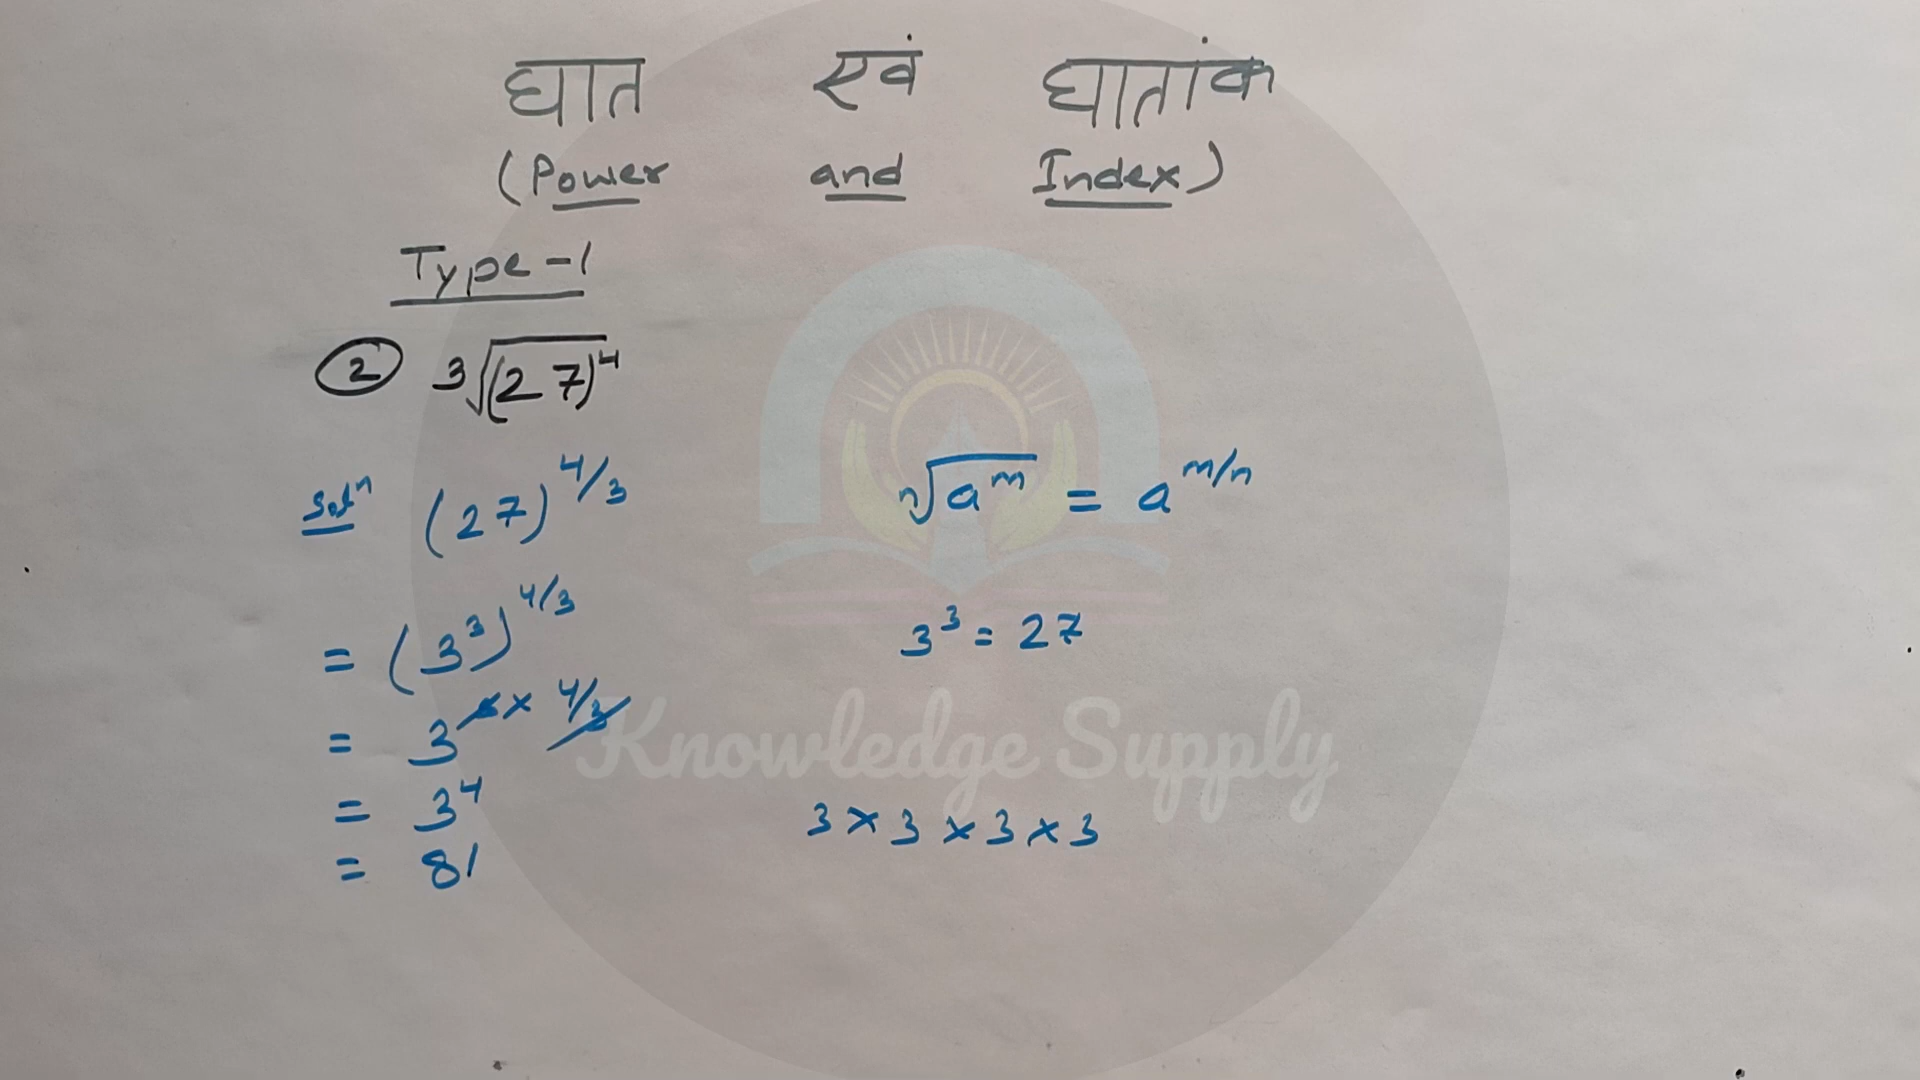 घात एवं घातांक
(Power and Index)
Type-1
② ³√(27)⁴
Solⁿ (27)^4/3 ⁿ√aᵐ = a^m/n
= (3³)^4/3 3³ = 27
= 3^3× 4/3
Knowledge Supply
= 3⁴ 3 × 3 × 3 × 3
= 81